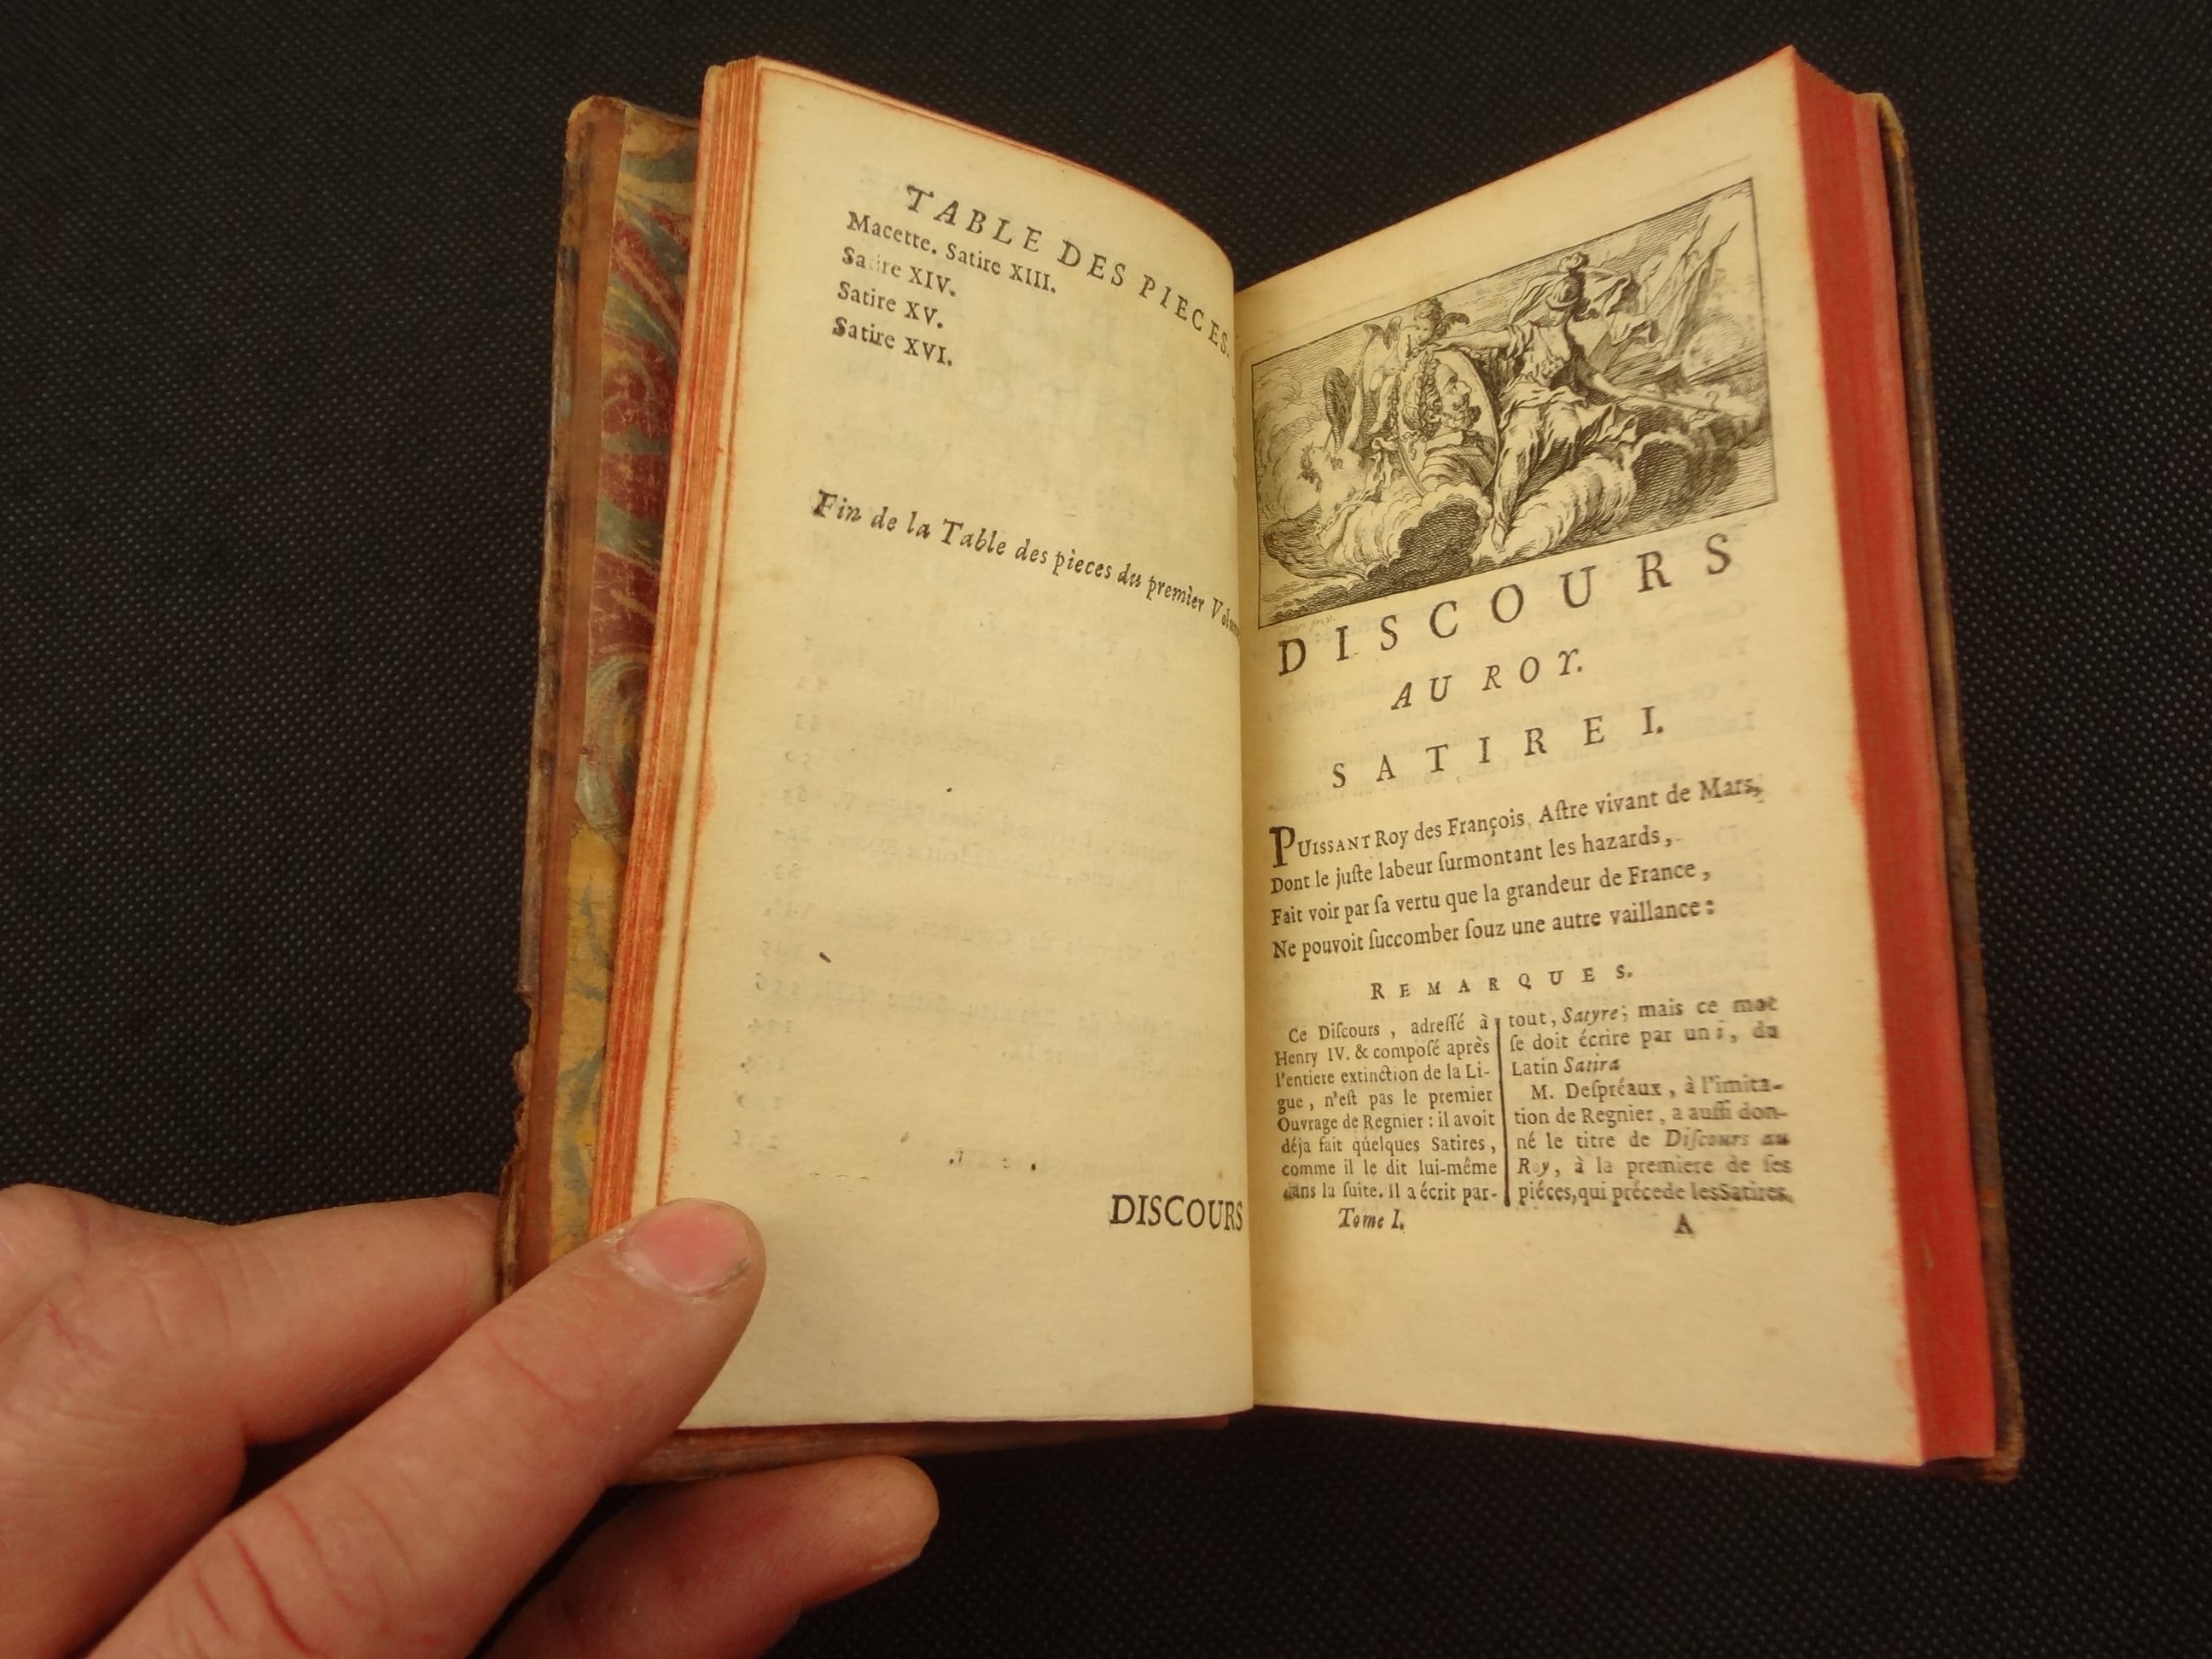 TABLE DES PIECES.
Macette. Satire XIII.
Satire XIV.
Satire XV.
Satire XVI.
Fin de la Table des pieces du premier
DISCOURS
DISCOURS
AU ROY.
SATIRE I.
PUISSANT Roy des François, Aſtre vivant de Mars,
Dont le juſte labeur ſurmontant les hazards,
Fait voir par ſa vertu que la grandeur de France,
Ne pouvoit ſuccomber ſouz une autre vaillance:
REMARQUES.
Ce Diſcours, adreſſé à
Henry IV. & compoſé après
l'entiere extinction de la Li-
gue, n'eſt pas le premier
Ouvrage de Regnier: il avoit
déja fait quelques Satires,
comme il le dit lui-même
dans la ſuite. Il a écrit par-
tout, Satyre; mais ce mot
ſe doit écrire par un i, du
Latin Satira
M. Deſpréaux, à l'imita-
tion de Regnier, a auſſi don-
né le titre de Diſcours au
Roy, à la premiere de ſes
piéces, qui précede les Satires.
Tome I.
A